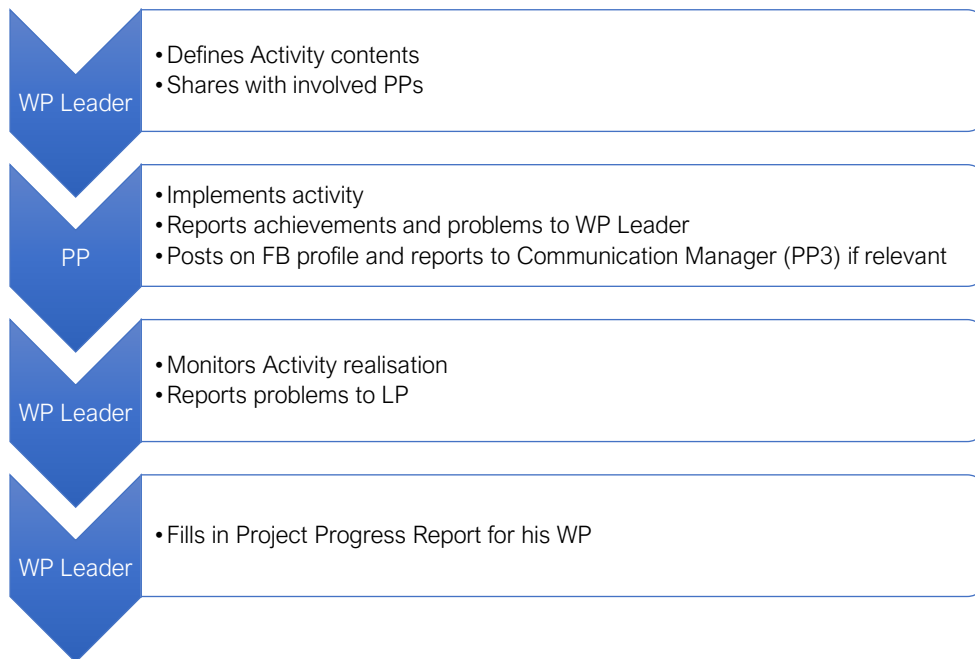 WP Leader
• Defines Activity contents
• Shares with involved PPs
PP
• Implements activity
• Reports achievements and problems to WP Leader
• Posts on FB profile and reports to Communication Manager (PP3) if relevant
WP Leader
• Monitors Activity realisation
• Reports problems to LP
WP Leader
• Fills in Project Progress Report for his WP